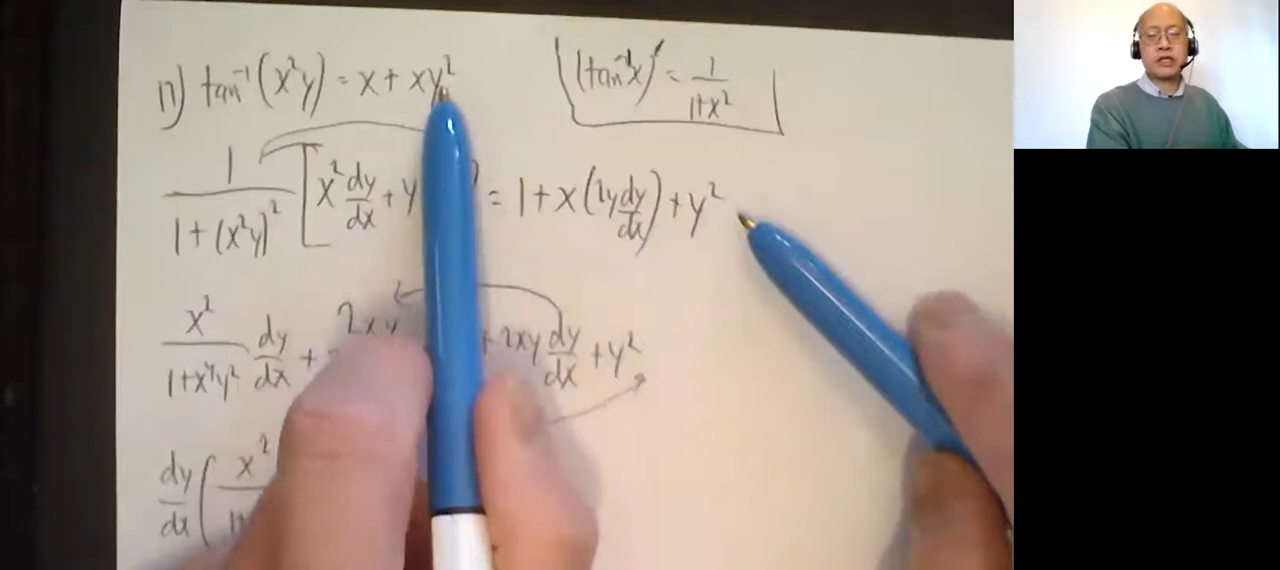 17) tan⁻¹(x²y) = x + xy²
(tan⁻¹x)′ = 1/(1+x²)
1/(1+(x²y)²) [x² dy/dx + y = 1 + x(2y dy/dx) + y²
x²/(1+x⁴y²) dy/dx + 2xy + 2xy dy/dx + y²
dy/dx ( x²